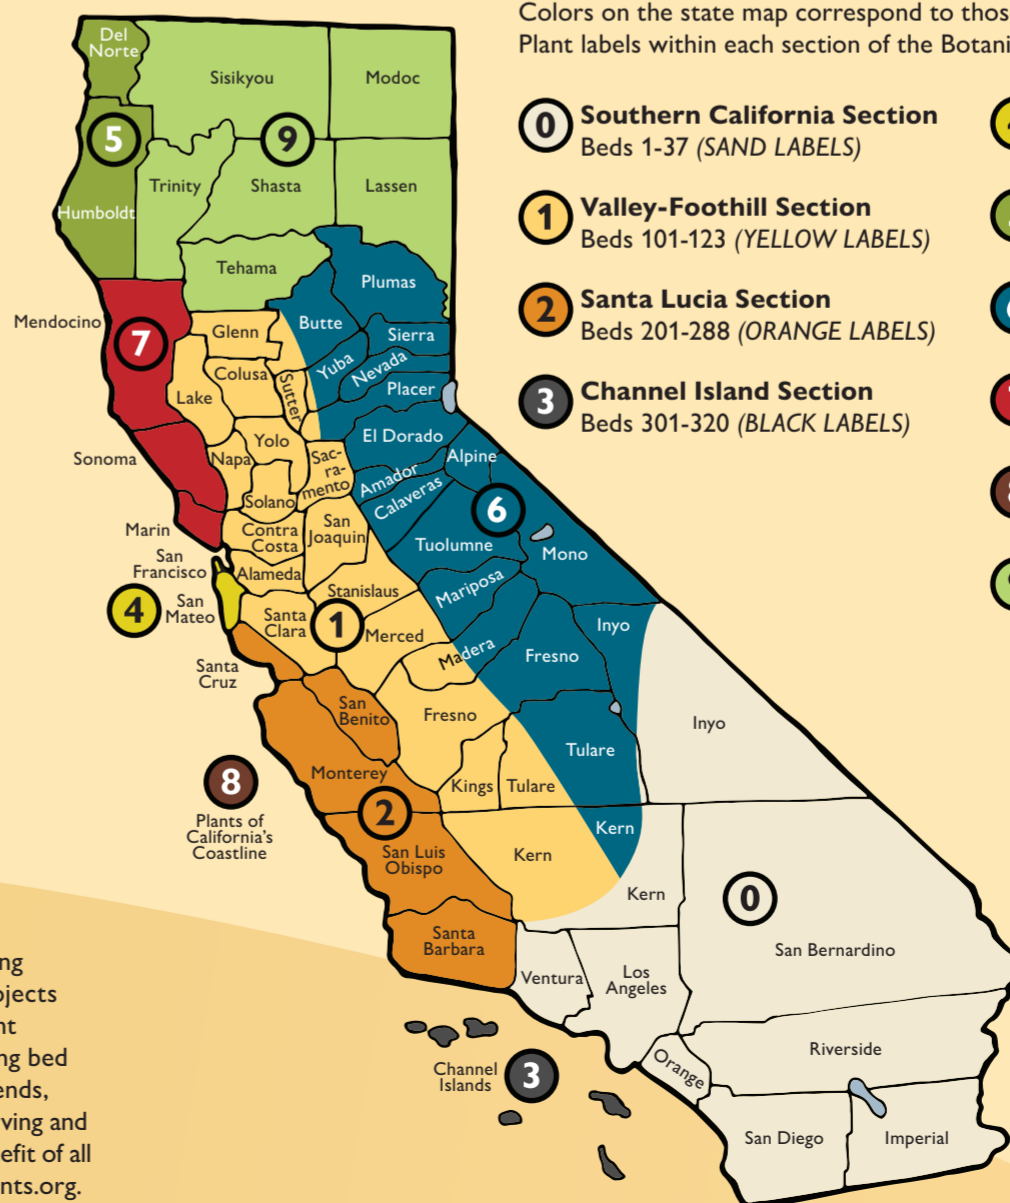 Colors on the state map correspond to thos
Plant labels within each section of the Botani
0 Southern California Section
Beds 1-37 (SAND LABELS)
1 Valley-Foothill Section
Beds 101-123 (YELLOW LABELS)
2 Santa Lucia Section
Beds 201-288 (ORANGE LABELS)
3 Channel Island Section
Beds 301-320 (BLACK LABELS)
Del
Norte
Sisikyou
Modoc
5
9
Trinity
Shasta
Lassen
Humboldt
Tehama
Plumas
Mendocino
7
Glenn
Butte
Sierra
Colusa
Yuba
Nevada
Lake
Sutter
Placer
Sonoma
Napa
Yolo
El Dorado
Sac-
ra-
mento
Amador
Alpine
Solano
Calaveras
6
Marin
Contra
Costa
San
Joaquin
Tuolumne
Mono
San
Francisco
Alameda
Stanislaus
Mariposa
4
San
Mateo
Santa
Clara
1
Merced
Inyo
Madera
Fresno
Santa
Cruz
San
Benito
Fresno
Inyo
Tulare
8
Plants of
California's
Coastline
Monterey
Kings
Tulare
2
San Luis
Obispo
Kern
Kern
Kern
0
Santa
Barbara
San Bernardino
Ventura
Los
Angeles
Riverside
Orange
Channel
Islands
3
San Diego
Imperial
ng
ojects
nt
ng bed
ends,
rving and
efit of all
nts.org.